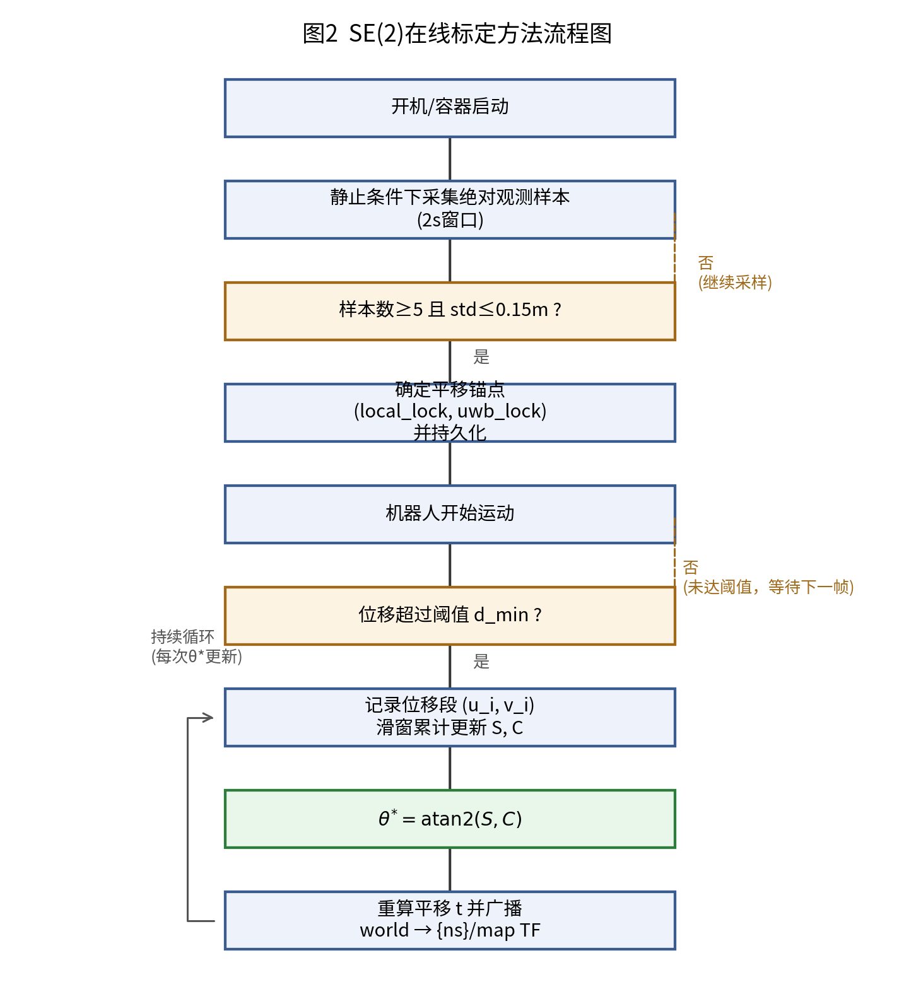 图2 SE(2)在线标定方法流程图
开机/容器启动
静止条件下采集绝对观测样本
(2s窗口)
否
(继续采样)
样本数≥5 且 std≤0.15m ?
是
确定平移锚点
(local_lock, uwb_lock)
并持久化
机器人开始运动
否
(未达阈值，等待下一帧)
位移超过阈值 d_min ?
持续循环
(每次θ*更新)
是
记录位移段 (u_i, v_i)
滑窗累计更新 S, C
θ* = atan2(S, C)
重算平移 t 并广播
world → {ns}/map TF